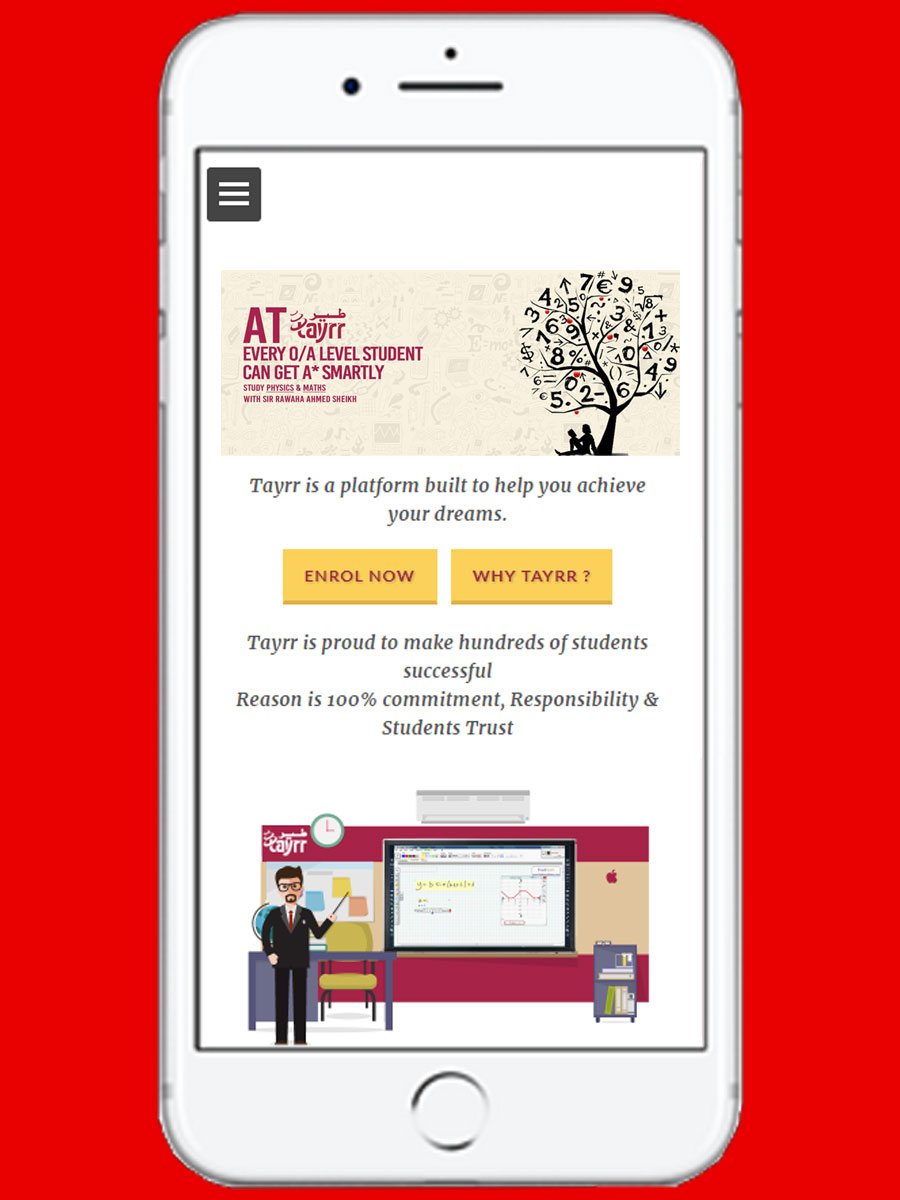 AT طير tayrr
EVERY O/A LEVEL STUDENT
CAN GET A* SMARTLY
STUDY PHYSICS & MATHS
WITH SIR RAWAHA AHMED SHEIKH
Tayrr is a platform built to help you achieve
your dreams.
ENROL NOW
WHY TAYRR ?
Tayrr is proud to make hundreds of students
successful
Reason is 100% commitment, Responsibility &
Students Trust
طير tayrr